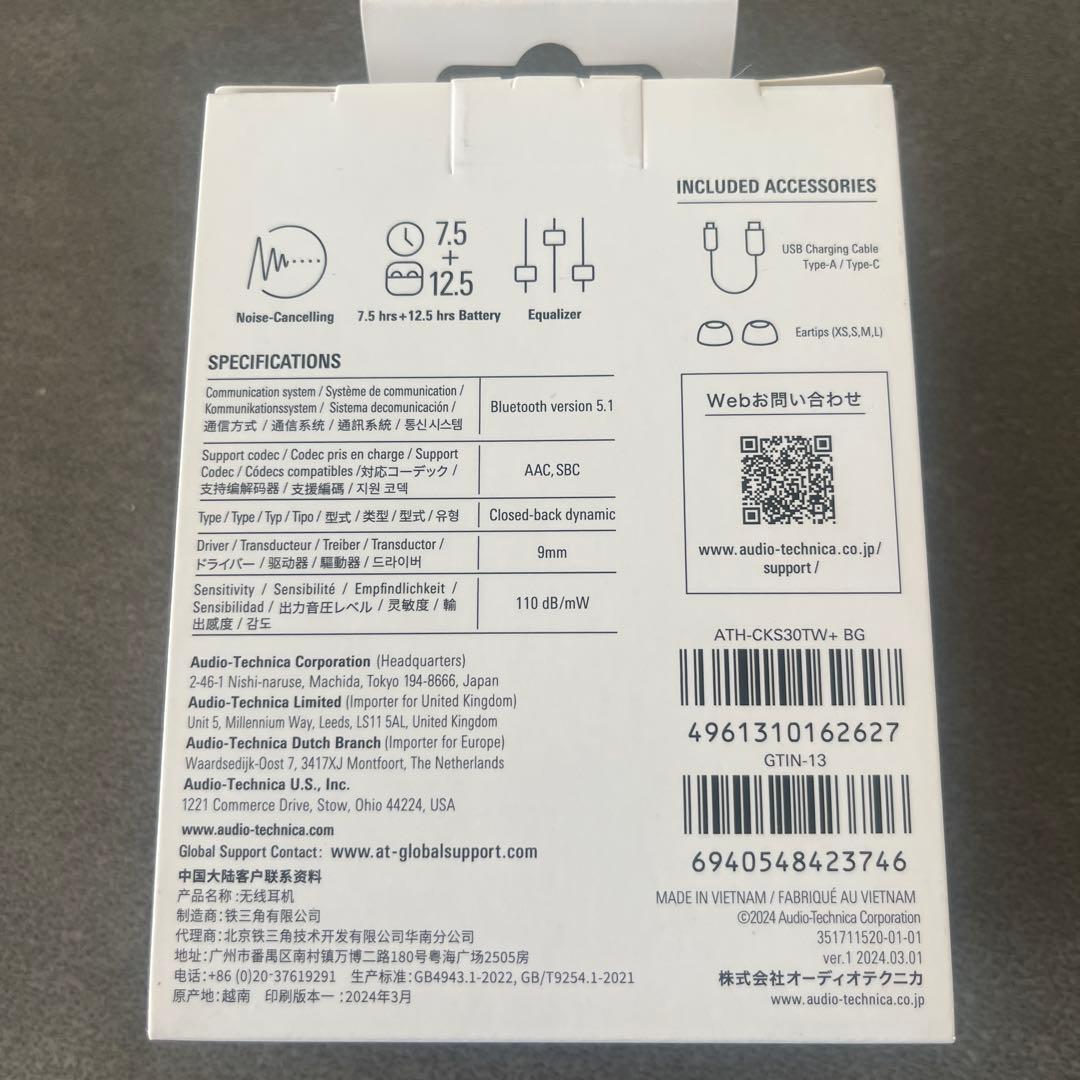 7.5
+
12.5
Noise-Cancelling
7.5 hrs+12.5 hrs Battery
Equalizer
SPECIFICATIONS
Communication system / Système de communication /
Kommunikationssystem / Sistema decomunicación /
通信方式 / 通信系统 / 通訊系統 / 통신 시스템
Bluetooth version 5.1
Support codec / Codec pris en charge / Support
Codec / Códecs compatibles /対応コーデック /
支持编解码器 / 支援編碼 / 지원 코덱
AAC, SBC
Type / Type / Typ / Tipo / 型式 / 类型 / 型式 / 유형
Closed-back dynamic
Driver / Transducteur / Treiber / Transductor /
ドライバー / 驱动器 / 驅動器 / 드라이버
9mm
Sensitivity / Sensibilité / Empfindlichkeit /
Sensibilidad / 出力音圧レベル / 灵敏度 / 輸
出感度 / 감도
110 dB/mW
Audio-Technica Corporation (Headquarters)
2-46-1 Nishi-naruse, Machida, Tokyo 194-8666, Japan
Audio-Technica Limited (Importer for United Kingdom)
Unit 5, Millennium Way, Leeds, LS11 5AL, United Kingdom
Audio-Technica Dutch Branch (Importer for Europe)
Waardsedijk-Oost 7, 3417XJ Montfoort, The Netherlands
Audio-Technica U.S., Inc.
1221 Commerce Drive, Stow, Ohio 44224, USA
www.audio-technica.com
Global Support Contact: www.at-globalsupport.com
中国大陆客户联系资料
产品名称:无线耳机
制造商:铁三角有限公司
代理商:北京铁三角技术开发有限公司华南分公司
地址:广州市番禺区南村镇万博二路180号粤海广场2505房
电话:+86 (0)20-37619291 生产标准:GB4943.1-2022, GB/T9254.1-2021
原产地:越南 印刷版本一:2024年3月
INCLUDED ACCESSORIES
USB Charging Cable
Type-A / Type-C
Eartips (XS,S,M,L)
Webお問い合わせ
www.audio-technica.co.jp/
support /
ATH-CKS30TW+ BG
4961310162627
GTIN-13
6940548423746
MADE IN VIETNAM / FABRIQUÉ AU VIETNAM
©2024 Audio-Technica Corporation
351711520-01-01
ver.1 2024.03.01
株式会社オーディオテクニカ
www.audio-technica.co.jp